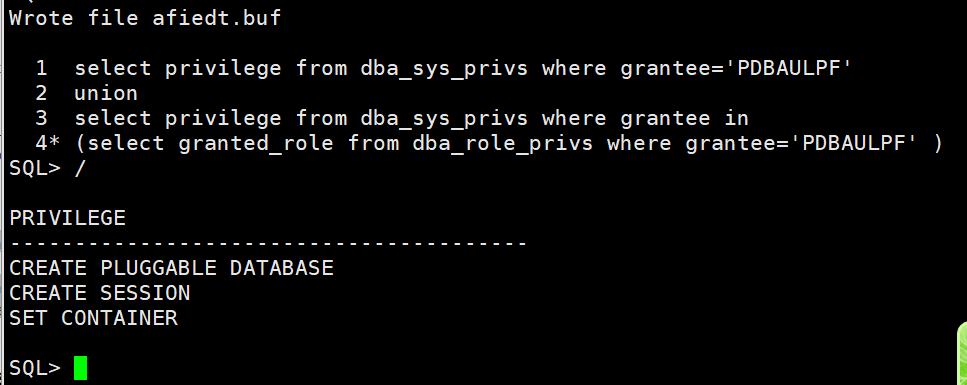 Wrote file afiedt.buf
1 select privilege from dba_sys_privs where grantee='PDBAULPF'
2 union
3 select privilege from dba_sys_privs where grantee in
4* (select granted_role from dba_role_privs where grantee='PDBAULPF' )
SQL> /
PRIVILEGE
----------------------------------------
CREATE PLUGGABLE DATABASE
CREATE SESSION
SET CONTAINER
SQL>